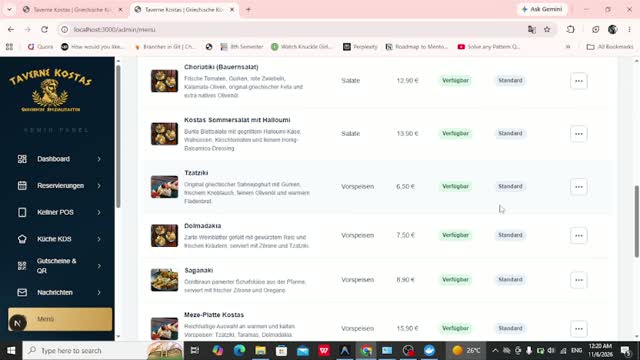 Taverne Kostas | Griechische K
Taverne Kostas | Griechische K
Ask Gemini
localhost:3000/admin/menu
Quora
How would you like...
Branches in Git | Ch...
8th Semester
Watch Knuckle Girl...
Perplexity
Roadmap to Mento...
Solve any Pattern Q...
All Bookmarks
TAVERNE KOSTAS
GRIECHISCHE SPEZIALITÄTEN
ADMIN PANEL
Dashboard
Reservierungen
Kellner POS
Küche KDS
Gutscheine &
QR
Nachrichten
Menü
N
Choriatiki (Bauernsalat)
Frische Tomaten, Gurken, rote Zwiebeln,
Kalamata-Oliven, original griechischer Feta und
extra natives Olivenöl.
Salate
12,90 €
Verfügbar
Standard
Kostas Sommersalat mit Halloumi
Bunte Blattsalate mit gegrilltem Halloumi-Käse,
Walnüssen, Kirschtomaten und feinem Honig-
Balsamico-Dressing.
Salate
13,90 €
Verfügbar
Standard
Tzatziki
Original griechischer Sahnejoghurt mit Gurken,
frischem Knoblauch, feinem Olivenöl und warmem
Fladenbrot.
Vorspeisen
6,50 €
Verfügbar
Standard
Dolmadakia
Zarte Weinblätter gefüllt mit gewürztem Reis und
frischen Kräutern, serviert mit Zitrone und Tzatziki.
Vorspeisen
7,50 €
Verfügbar
Standard
Saganaki
Goldbraun panierter Schafskäse aus der Pfanne,
serviert mit frischer Zitrone und Oregano.
Vorspeisen
8,90 €
Verfügbar
Standard
Meze-Platte Kostas
Reichhaltige Auswahl an warmen und kalten
Vorspeisen: Tzatziki, Taramas, Dolmadakia,
Vorspeisen
15,90 €
Verfügbar
Standard
Type here to search
26°C
ENG
12:20 AM
11/6/2026